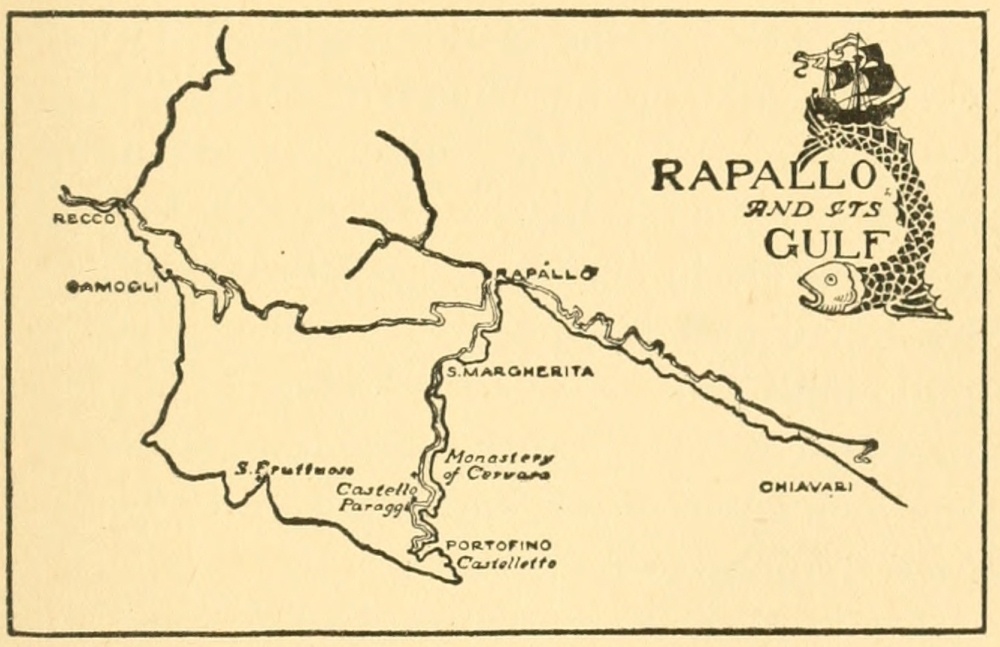 RAPALLO
AND ITS
GULF
RECCO
CAMOGLI
RAPALLO
S. MARGHERITA
S. Fruttuoso
Monastery
of Cervara
Castello
Paraggi
CHIAVARI
PORTOFINO
Castelletto